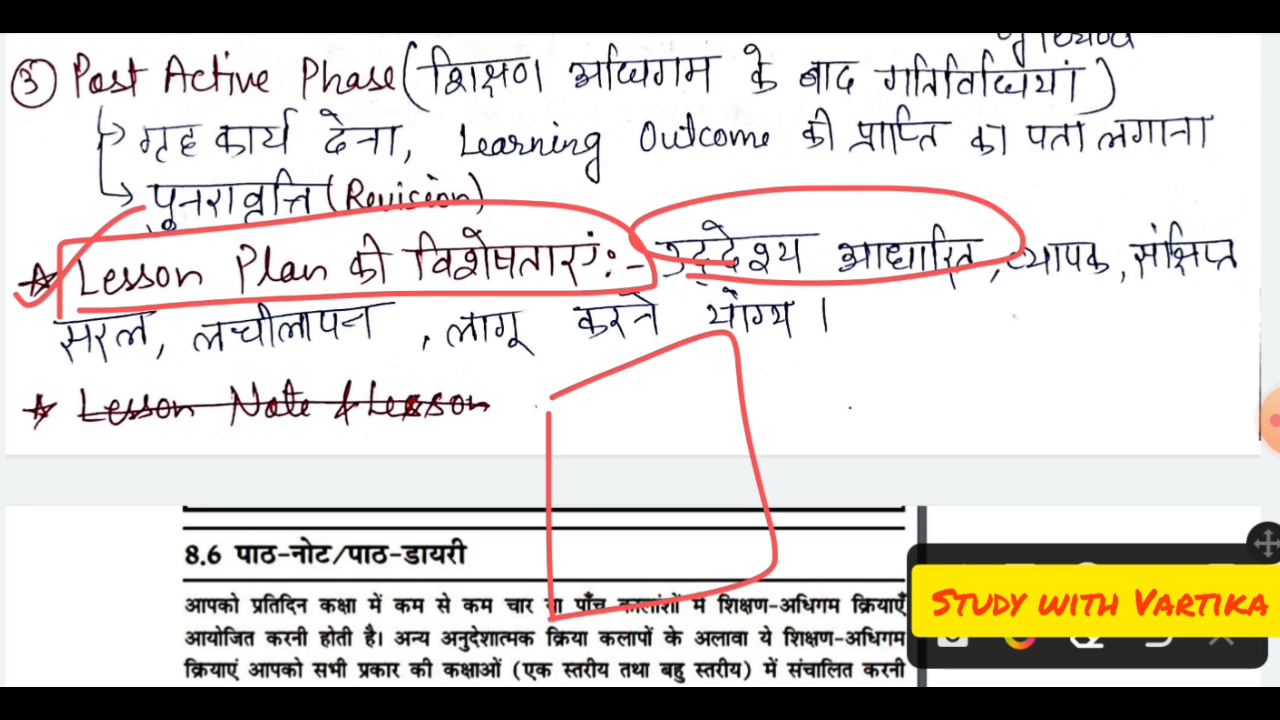 ③ Post Active Phase (शिक्षण अधिगम के बाद गतिविधियां)
गृह कार्य देना, Learning Outcome की प्राप्ति का पता लगाना
पुनरावृत्ति (Revision)
Lesson Plan की विशेषताएं :- उद्देश्य आधारित, व्यापक, संक्षिप्त
सरल, लचीलापन, लागू करने योग्य।
Lesson Note & Lesson
8.6 पाठ-नोट/पाठ-डायरी
आपको प्रतिदिन कक्षा में कम से कम चार या पाँच कालांशों में शिक्षण-अधिगम क्रियाएँ
आयोजित करनी होती है। अन्य अनुदेशात्मक क्रिया कलापों के अलावा ये शिक्षण-अधिगम
क्रियाएं आपको सभी प्रकार की कक्षाओं (एक स्तरीय तथा बहु स्तरीय) में संचालित करनी
STUDY WITH VARTIKA